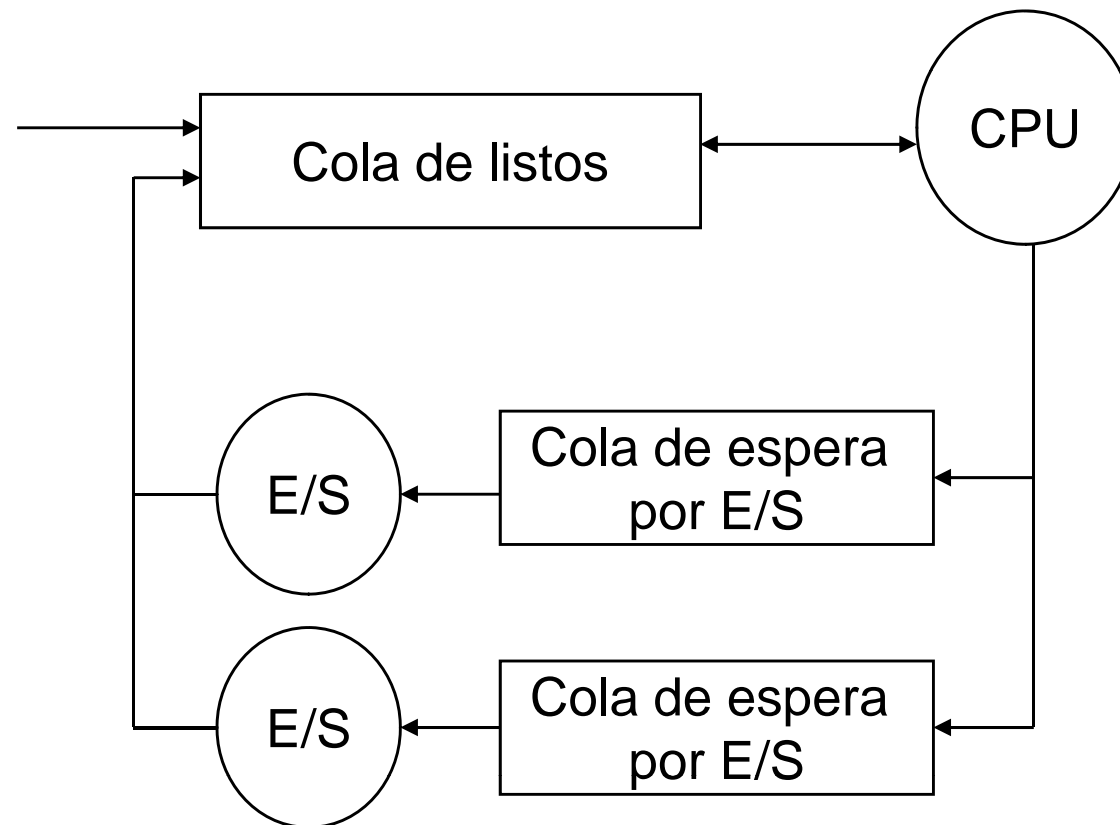 Cola de listos
CPU
E/S
Cola de espera
por E/S
E/S
Cola de espera
por E/S